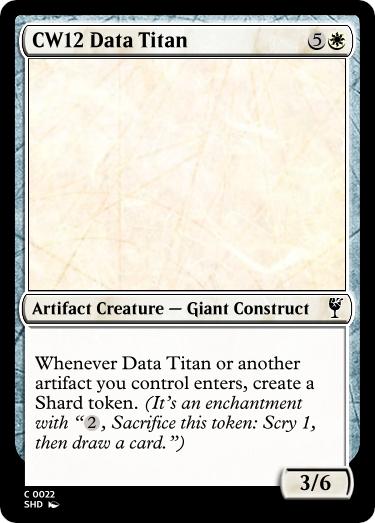 CW12 Data Titan 5
Artifact Creature — Giant Construct
Whenever Data Titan or another
artifact you control enters, create a
Shard token. (It's an enchantment
with “2, Sacrifice this token: Scry 1,
then draw a card.”)
3/6
C 0022
SHD